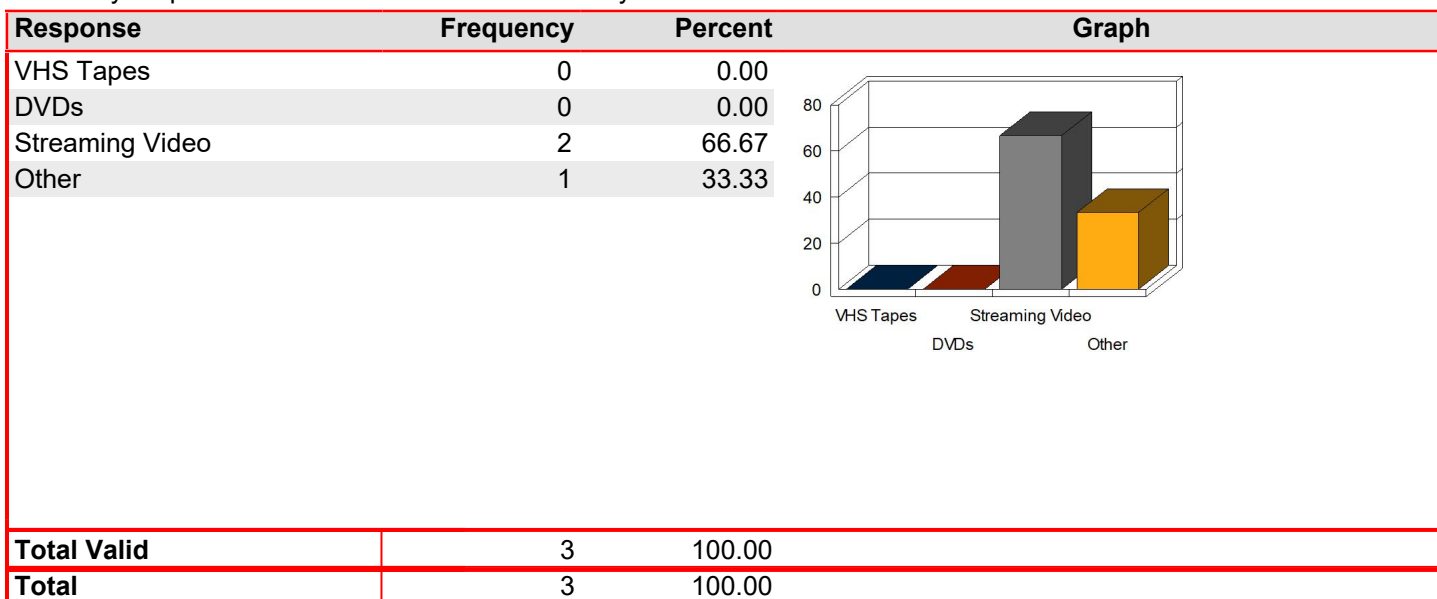 Response Frequency Percent Graph
VHS Tapes 0 0.00
DVDs 0 0.00
Streaming Video 2 66.67
Other 1 33.33
80
60
40
20
0
VHS Tapes Streaming Video
DVDs Other
Total Valid 3 100.00
Total 3 100.00